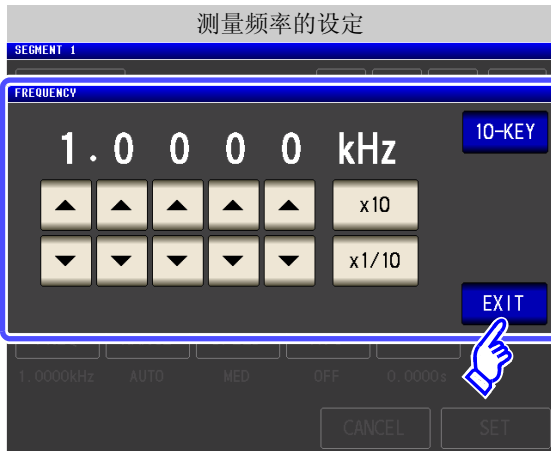 测量频率的设定
SEGMENT 1
FREQUENCY
1.0000 kHz
10-KEY
x10
x1/10
EXIT
1.0000kHz AUTO MED OFF 0.0000s
CANCEL SET